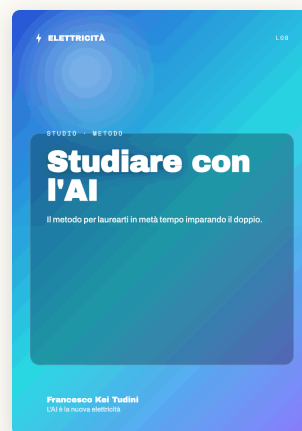 ELETTRICITÀ
LOG
STUDIO · METODO
Studiare con
l'AI
Il metodo per laurearti in metà tempo imparando il doppio.
Francesco Kei Tudini
L'AI è la nuova elettricità